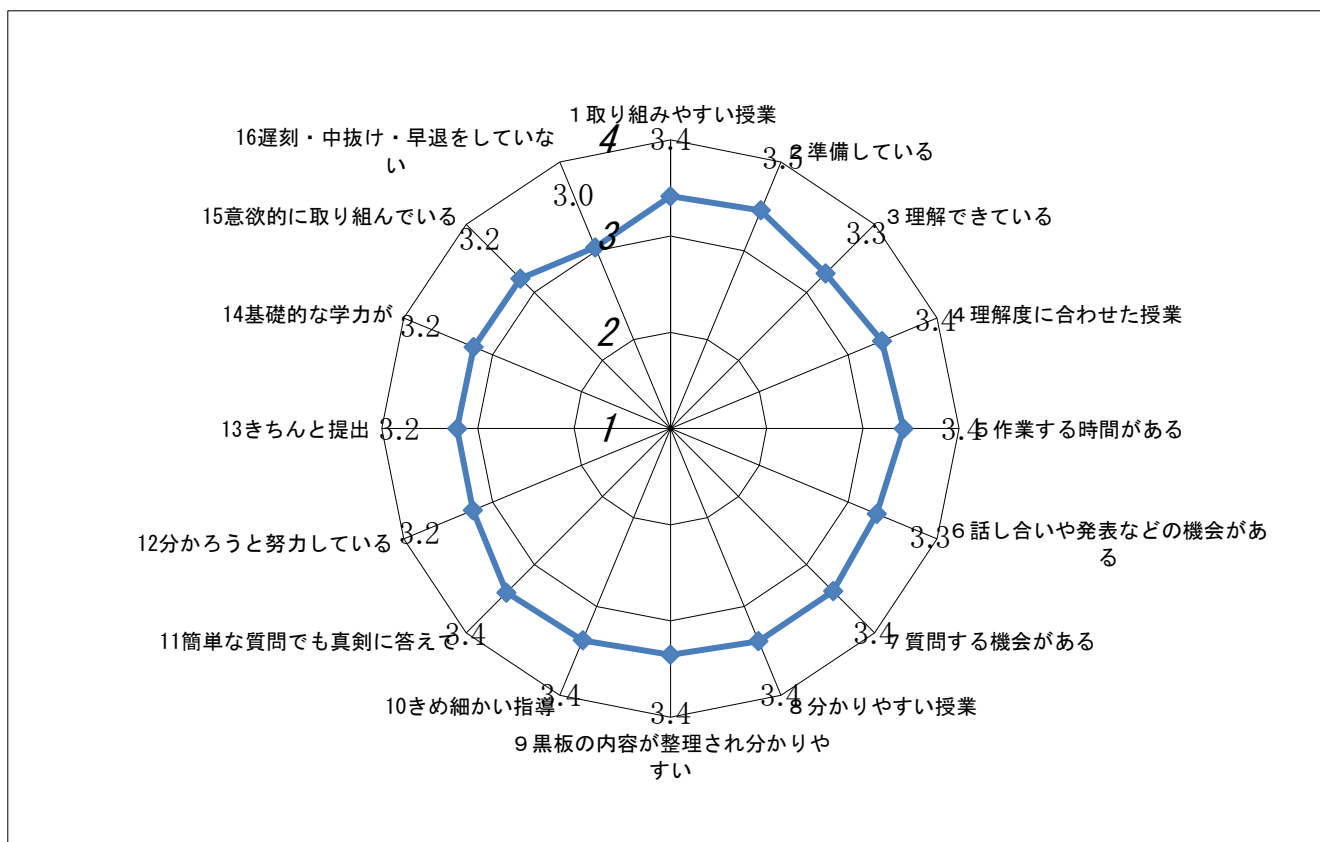 １取り組みやすい授業
3.4
２準備している
3.5
３理解できている
3.3
４理解度に合わせた授業
3.4
５作業する時間がある
3.4
６話し合いや発表などの機会があ
る
3.3
７質問する機会がある
3.4
８分かりやすい授業
3.4
９黒板の内容が整理され分かりや
すい
3.4
10きめ細かい指導
3.4
11簡単な質問でも真剣に答えて
3.4
12分かろうと努力している
3.2
13きちんと提出
3.2
14基礎的な学力が
3.2
15意欲的に取り組んでいる
3.2
16遅刻・中抜け・早退をしていな
い
3.0
4
3
2
1